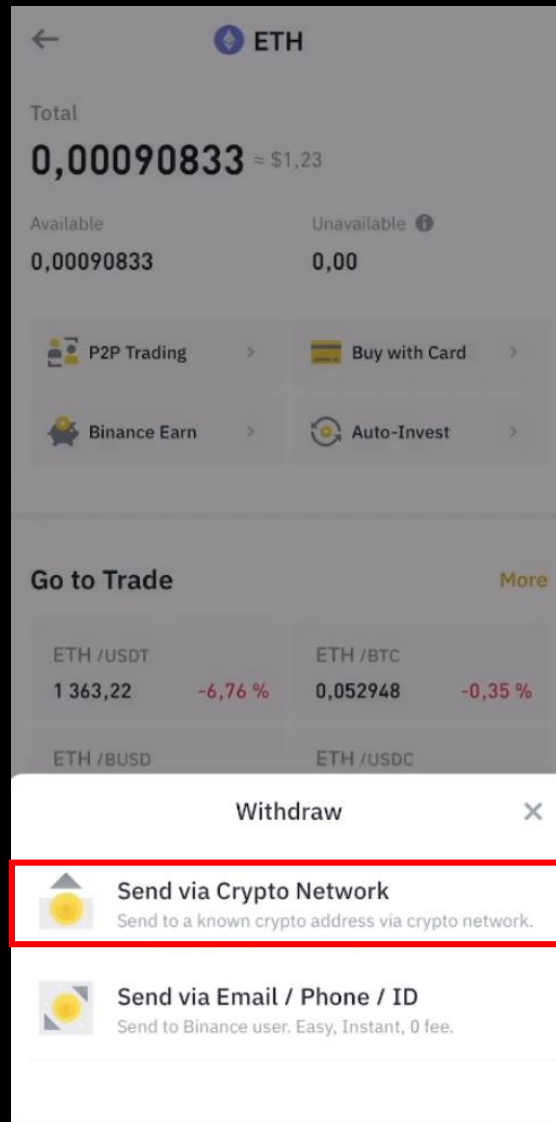 ETH
Total
0,00090833 ≈ $1,23
Available Unavailable
0,00090833 0,00
P2P Trading Buy with Card
Binance Earn Auto-Invest
Go to Trade More
ETH /USDT ETH /BTC
1 363,22 -6,76 % 0,052948 -0,35 %
ETH /BUSD ETH /USDC
Withdraw
Send via Crypto Network
Send to a known crypto address via crypto network.
Send via Email / Phone / ID
Send to Binance user. Easy, Instant, 0 fee.